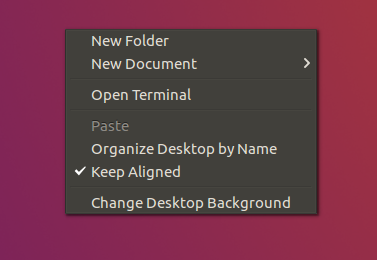 New Folder
New Document
Open Terminal
Paste
Organize Desktop by Name
Keep Aligned
Change Desktop Background